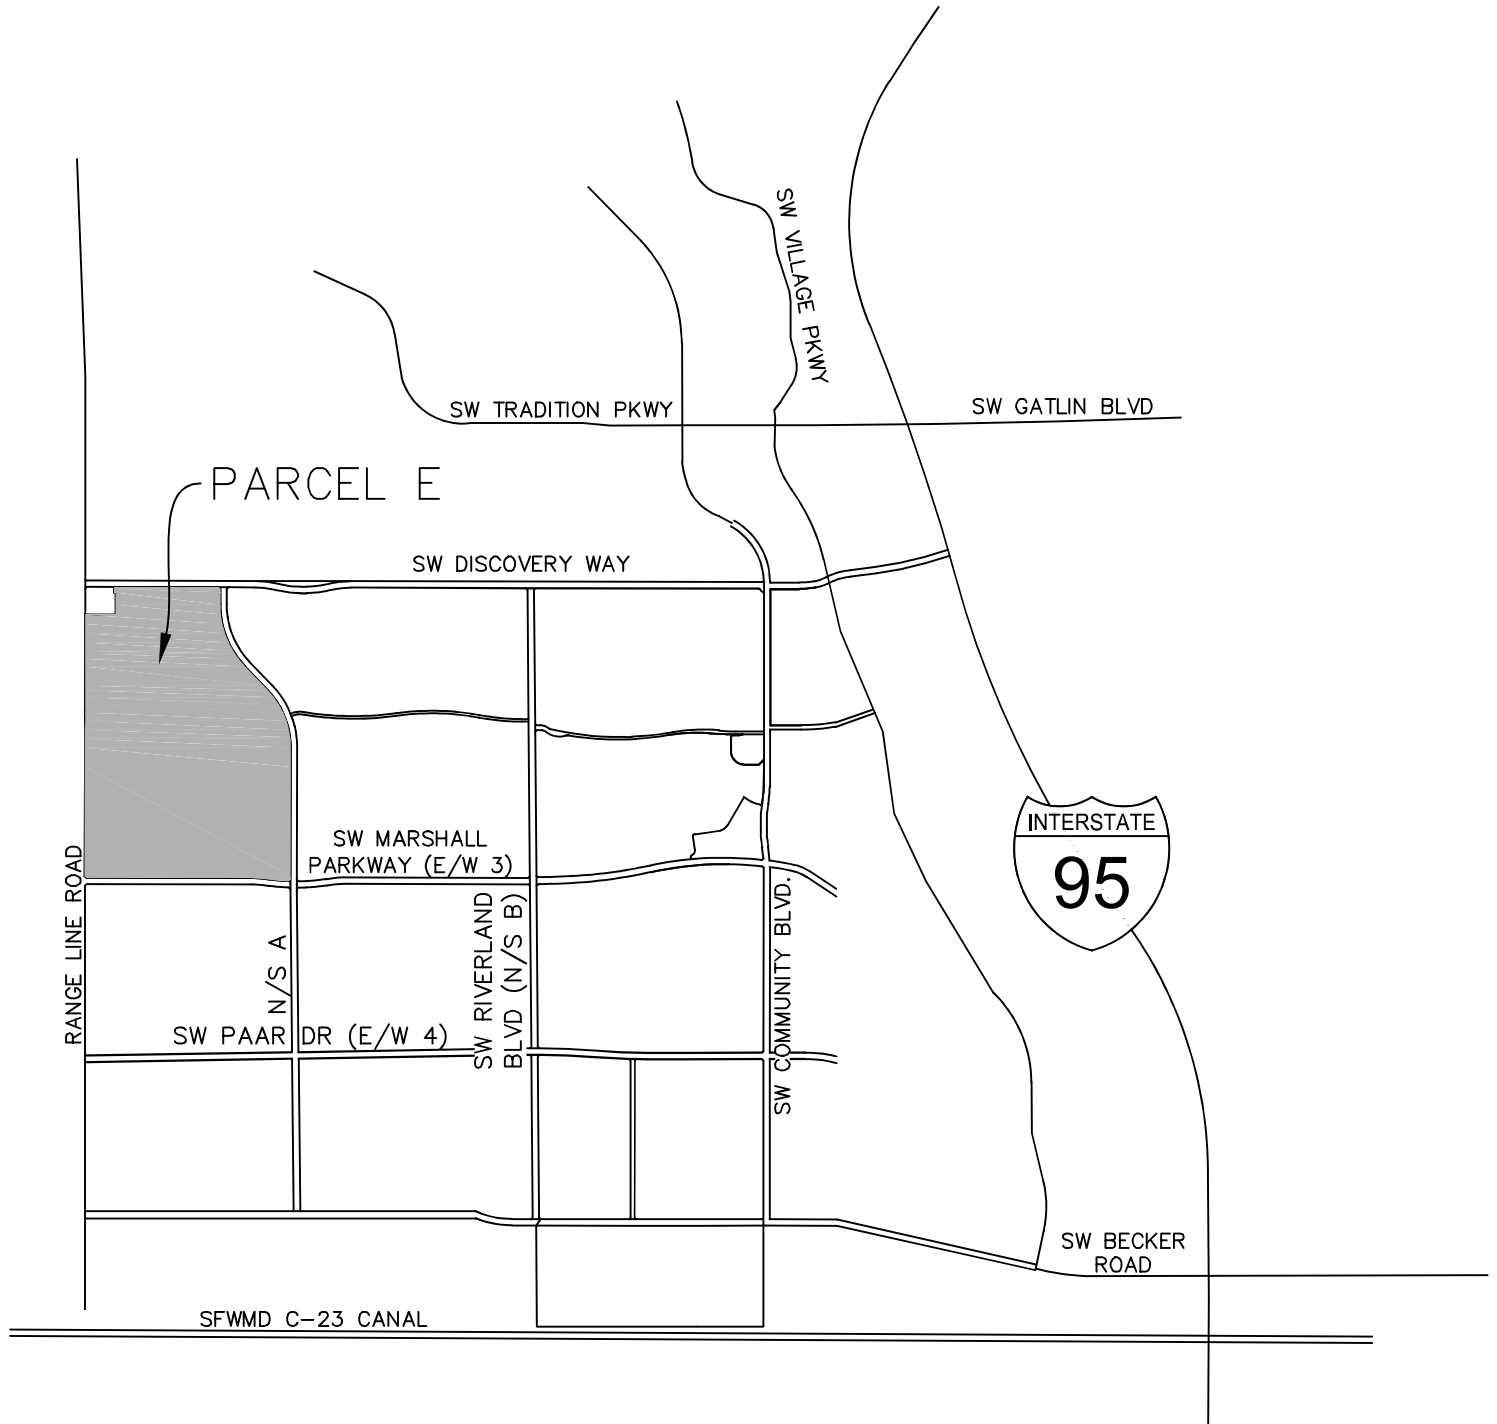 SW VILLAGE PKWY
SW TRADITION PKWY
SW GATLIN BLVD
PARCEL E
SW DISCOVERY WAY
INTERSTATE
95
SW MARSHALL
PARKWAY (E/W 3)
RANGE LINE ROAD
N/S A
SW RIVERLAND
BLVD (N/S B)
SW COMMUNITY BLVD.
SW PAAR DR (E/W 4)
SW BECKER
ROAD
SFWMD C-23 CANAL